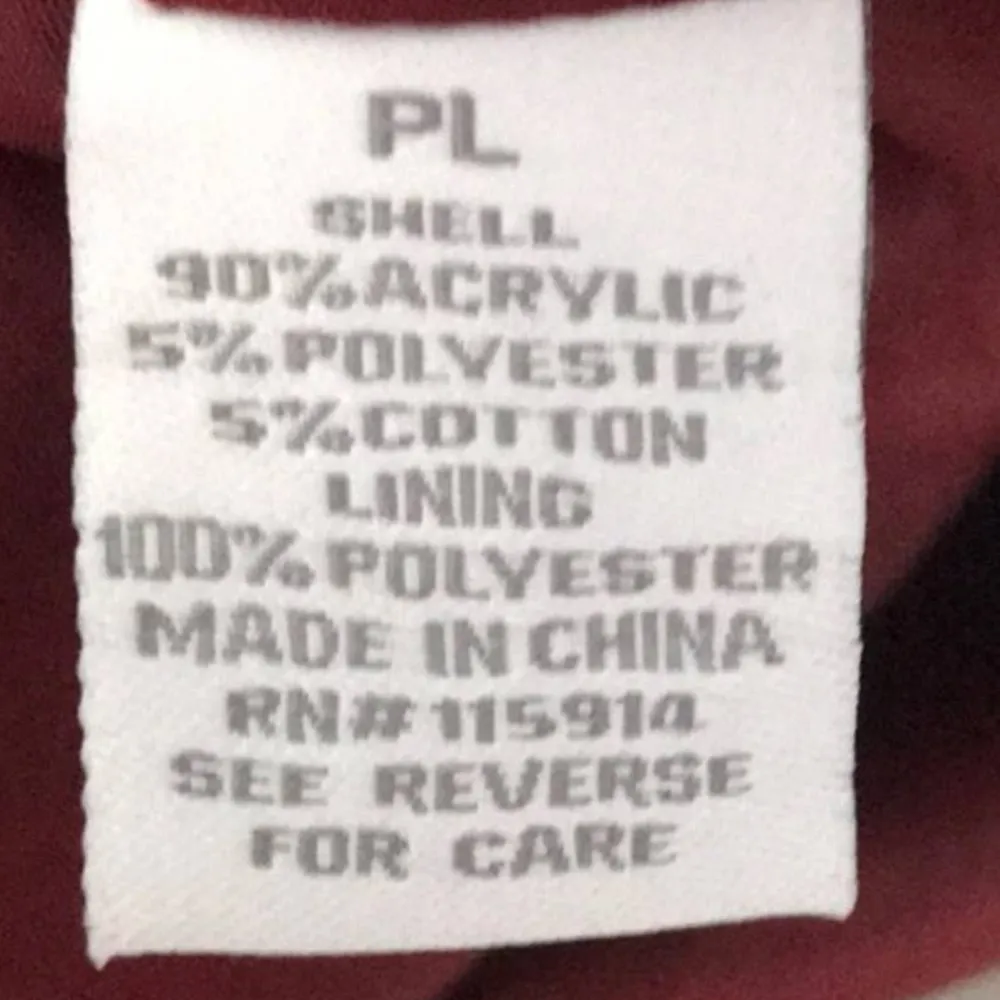 PL
SHELL
90%ACRYLIC
5%POLYESTER
5%COTTON
LINING
100%POLYESTER
MADE IN CHINA
RN#115914
SEE REVERSE
FOR CARE